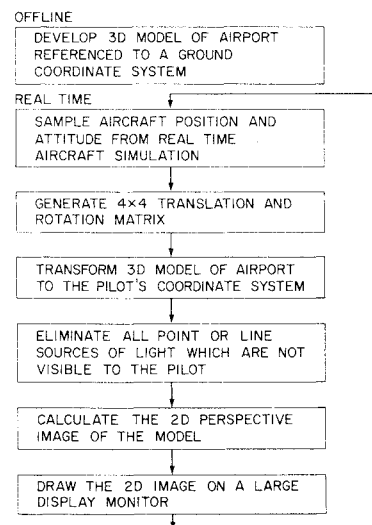 OFFLINE
DEVELOP 3D MODEL OF AIRPORT
REFERENCED TO A GROUND
COORDINATE SYSTEM
REAL TIME
SAMPLE AIRCRAFT POSITION AND
ATTITUDE FROM REAL TIME
AIRCRAFT SIMULATION
GENERATE 4×4 TRANSLATION AND
ROTATION MATRIX
TRANSFORM 3D MODEL OF AIRPORT
TO THE PILOT'S COORDINATE SYSTEM
ELIMINATE ALL POINT OR LINE
SOURCES OF LIGHT WHICH ARE NOT
VISIBLE TO THE PILOT
CALCULATE THE 2D PERSPECTIVE
IMAGE OF THE MODEL
DRAW THE 2D IMAGE ON A LARGE
DISPLAY MONITOR